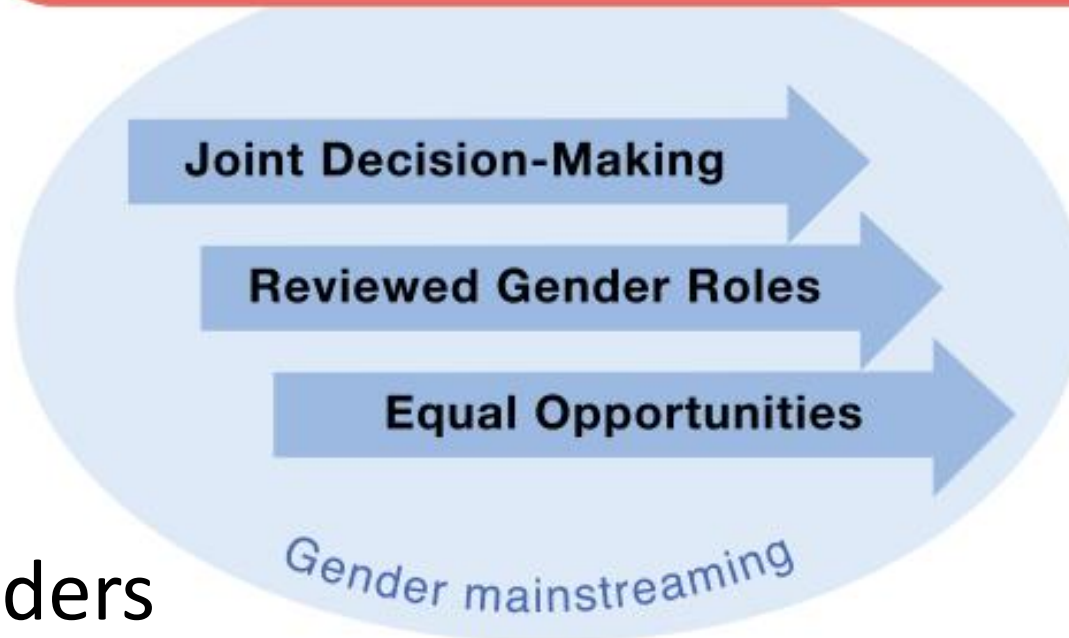 Joint Decision-Making
Reviewed Gender Roles
Equal Opportunities
Gender mainstreaming
ders